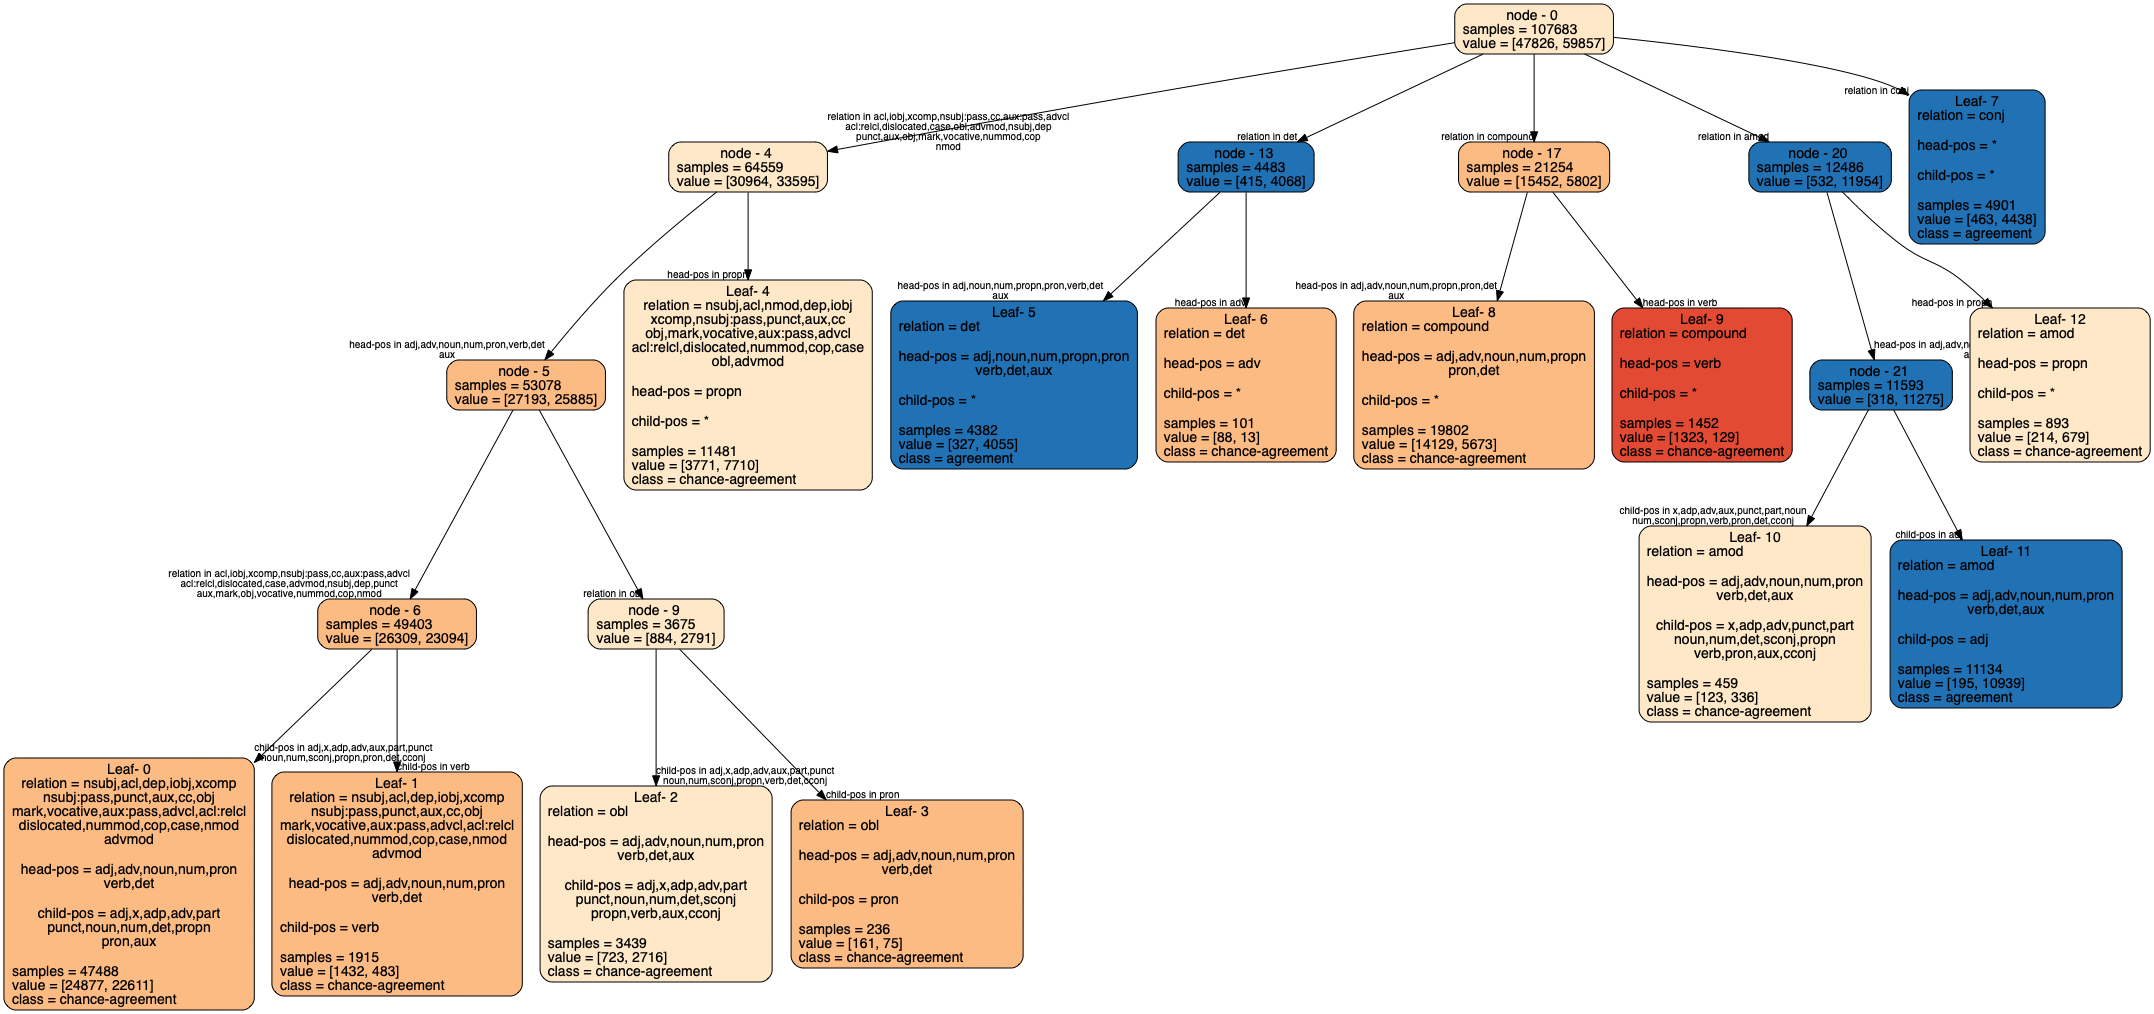 node - 0
samples = 107683
value = [47826, 59857]
relation in acl,iobj,xcomp,nsubj:pass,cc,aux:pass,advcl
acl:relcl,dislocated,case,obl,advmod,nsubj,dep
punct,aux,obj,mark,vocative,nummod,cop
nmod
relation in det
relation in compound
relation in amod
relation in conj
node - 4
samples = 64559
value = [30964, 33595]
node - 13
samples = 4483
value = [415, 4068]
node - 17
samples = 21254
value = [15452, 5802]
node - 20
samples = 12486
value = [532, 11954]
Leaf- 7
relation = conj
head-pos = *
child-pos = *
samples = 4901
value = [463, 4438]
class = agreement
head-pos in adj,adv,noun,num,pron,verb,det
aux
head-pos in propn
head-pos in adj,noun,num,propn,pron,verb,det
aux
head-pos in adv
head-pos in adj,adv,noun,num,propn,pron,det
aux
head-pos in verb
head-pos in adj,adv,
head-pos in propn
node - 5
samples = 53078
value = [27193, 25885]
Leaf- 4
relation = nsubj,acl,nmod,dep,iobj
xcomp,nsubj:pass,punct,aux,cc
obj,mark,vocative,aux:pass,advcl
acl:relcl,dislocated,nummod,cop,case
obl,advmod
head-pos = propn
child-pos = *
samples = 11481
value = [3771, 7710]
class = chance-agreement
Leaf- 5
relation = det
head-pos = adj,noun,num,propn,pron
verb,det,aux
child-pos = *
samples = 4382
value = [327, 4055]
class = agreement
Leaf- 6
relation = det
head-pos = adv
child-pos = *
samples = 101
value = [88, 13]
class = chance-agreement
Leaf- 8
relation = compound
head-pos = adj,adv,noun,num,propn
pron,det
child-pos = *
samples = 19802
value = [14129, 5673]
class = chance-agreement
Leaf- 9
relation = compound
head-pos = verb
child-pos = *
samples = 1452
value = [1323, 129]
class = chance-agreement
node - 21
samples = 11593
value = [318, 11275]
Leaf- 12
relation = amod
head-pos = propn
child-pos = *
samples = 893
value = [214, 679]
class = chance-agreement
relation in acl,iobj,xcomp,nsubj:pass,cc,aux:pass,advcl
acl:relcl,dislocated,case,advmod,nsubj,dep,punct
aux,mark,obj,vocative,nummod,cop,nmod
relation in obl
child-pos in x,adp,adv,aux,punct,part,noun
num,sconj,propn,verb,pron,det,cconj
child-pos in adj
node - 6
samples = 49403
value = [26309, 23094]
node - 9
samples = 3675
value = [884, 2791]
Leaf- 10
relation = amod
head-pos = adj,adv,noun,num,pron
verb,det,aux
child-pos = x,adp,adv,punct,part
noun,num,det,sconj,propn
verb,pron,aux,cconj
samples = 459
value = [123, 336]
class = chance-agreement
Leaf- 11
relation = amod
head-pos = adj,adv,noun,num,pron
verb,det,aux
child-pos = adj
samples = 11134
value = [195, 10939]
class = agreement
child-pos in adj,x,adp,adv,aux,part,punct
noun,num,sconj,propn,pron,det,cconj
child-pos in verb
child-pos in adj,x,adp,adv,aux,part,punct
noun,num,sconj,propn,verb,det,cconj
child-pos in pron
Leaf- 0
relation = nsubj,acl,dep,iobj,xcomp
nsubj:pass,punct,aux,cc,obj
mark,vocative,aux:pass,advcl,acl:relcl
dislocated,nummod,cop,case,nmod
advmod
head-pos = adj,adv,noun,num,pron
verb,det
child-pos = adj,x,adp,adv,part
punct,noun,num,det,propn
pron,aux
samples = 47488
value = [24877, 22611]
class = chance-agreement
Leaf- 1
relation = nsubj,acl,dep,iobj,xcomp
nsubj:pass,punct,aux,cc,obj
mark,vocative,aux:pass,advcl,acl:relcl
dislocated,nummod,cop,case,nmod
advmod
head-pos = adj,adv,noun,num,pron
verb,det
child-pos = verb
samples = 1915
value = [1432, 483]
class = chance-agreement
Leaf- 2
relation = obl
head-pos = adj,adv,noun,num,pron
verb,det,aux
child-pos = adj,x,adp,adv,part
punct,noun,num,det,sconj
propn,verb,aux,cconj
samples = 3439
value = [723, 2716]
class = chance-agreement
Leaf- 3
relation = obl
head-pos = adj,adv,noun,num,pron
verb,det
child-pos = pron
samples = 236
value = [161, 75]
class = chance-agreement